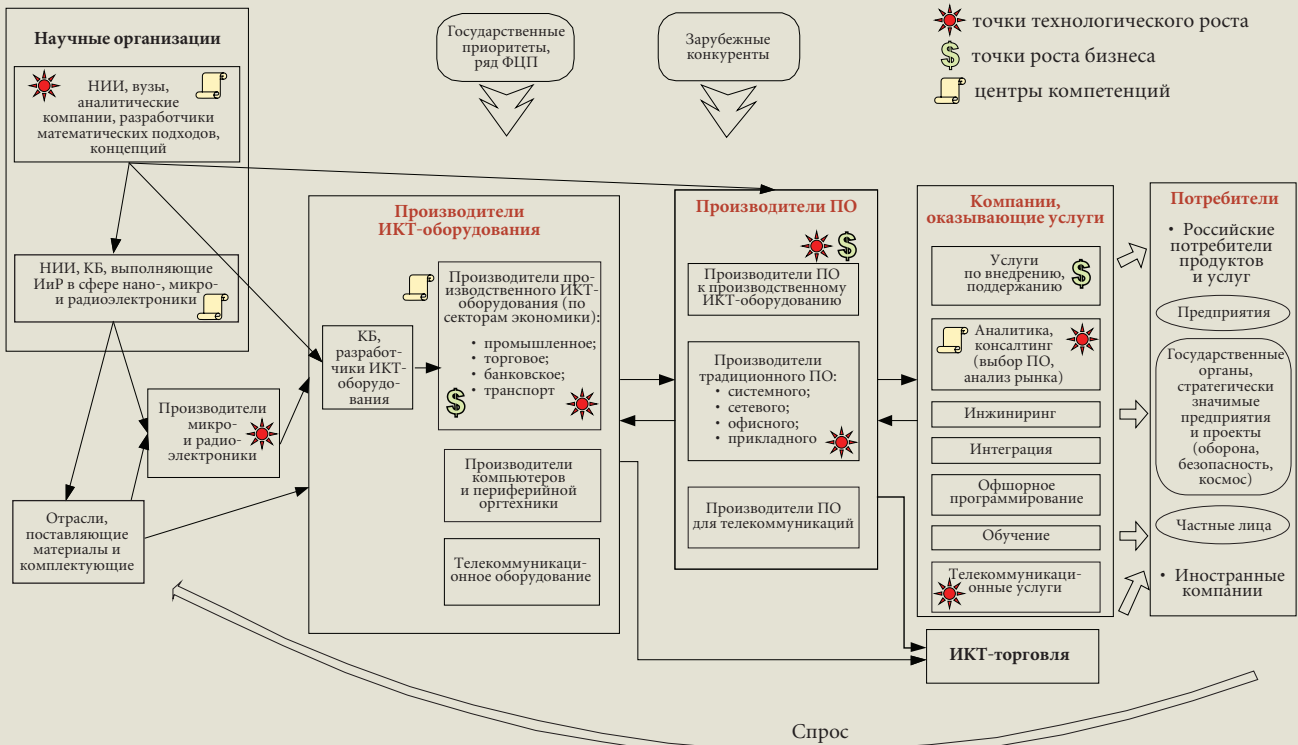 Научные организации
НИИ, вузы,
аналитические
компании, разработчики
математических подходов,
концепций
НИИ, КБ, выполняющие
ИиР в сфере нано-, микро-
и радиоэлектроники
Производители
микро-
и радио-
электроники
Отрасли,
поставляющие
материалы и
комплектующие
Государственные
приоритеты,
ряд ФЦП
Зарубежные
конкуренты
точки технологического роста
точки роста бизнеса
центры компетенций
Производители
ИКТ-оборудования
КБ,
разработ-
чики ИКТ-
оборудо-
вания
Производители про-
изводственного ИКТ-
оборудования (по
секторам экономики):
• промышленное;
• торговое;
• банковское;
• транспорт
Производители
компьютеров
и периферийной
оргтехники
Телекоммуникаци-
онное оборудование
Производители ПО
Производители ПО
к производственному
ИКТ-оборудованию
Производители
традиционного ПО:
• системного;
• сетевого;
• офисного;
• прикладного
Производители ПО
для телекоммуникаций
Компании,
оказывающие услуги
Услуги
по внедрению,
поддержанию
Аналитика,
консалтинг
(выбор ПО,
анализ рынка)
Инжиниринг
Интеграция
Офшорное
программирование
Обучение
Телекоммуникаци-
онные услуги
ИКТ-торговля
Потребители
• Российские
потребители
продуктов
и услуг
Предприятия
Государственные
органы,
стратегически
значимые
предприятия
и проекты
(оборона,
безопасность,
космос)
Частные лица
• Иностранные
компании
Спрос